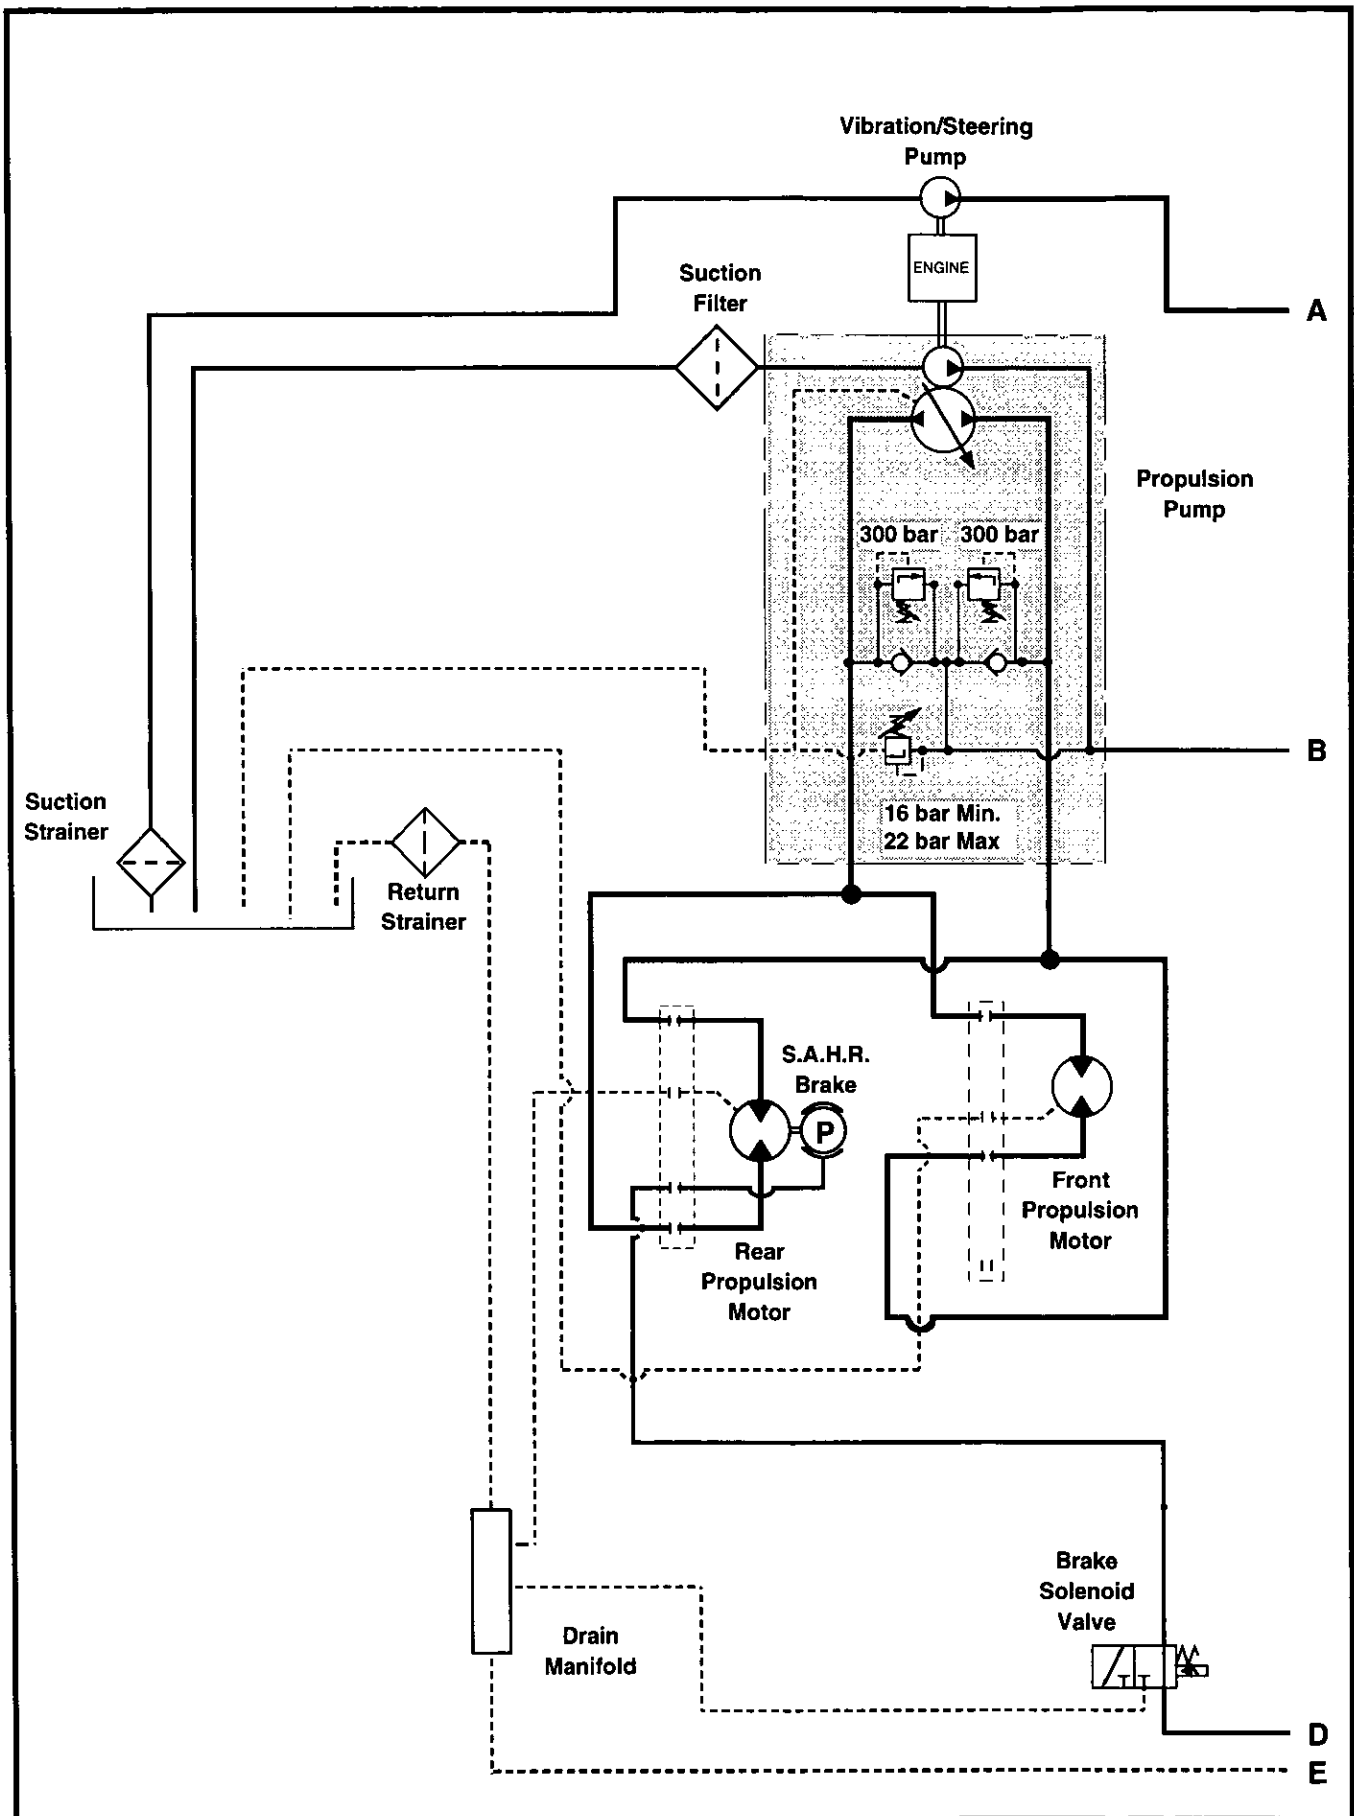 Vibration/Steering
Pump
ENGINE
Suction
Filter
A
Propulsion
Pump
300 bar
300 bar
B
Suction
Strainer
16 bar Min.
22 bar Max
Return
Strainer
S.A.H.R.
Brake
P
Front
Propulsion
Motor
Rear
Propulsion
Motor
Brake
Solenoid
Valve
Drain
Manifold
D
E